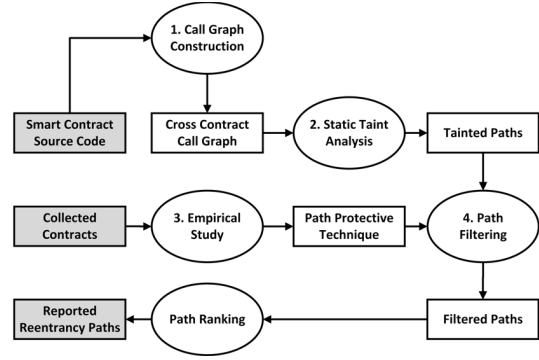 1. Call Graph
Construction
Smart Contract
Source Code
Cross Contract
Call Graph
2. Static Taint
Analysis
Tainted Paths
Collected
Contracts
3. Empirical
Study
Path Protective
Technique
4. Path
Filtering
Reported
Reentrancy Paths
Path Ranking
Filtered Paths